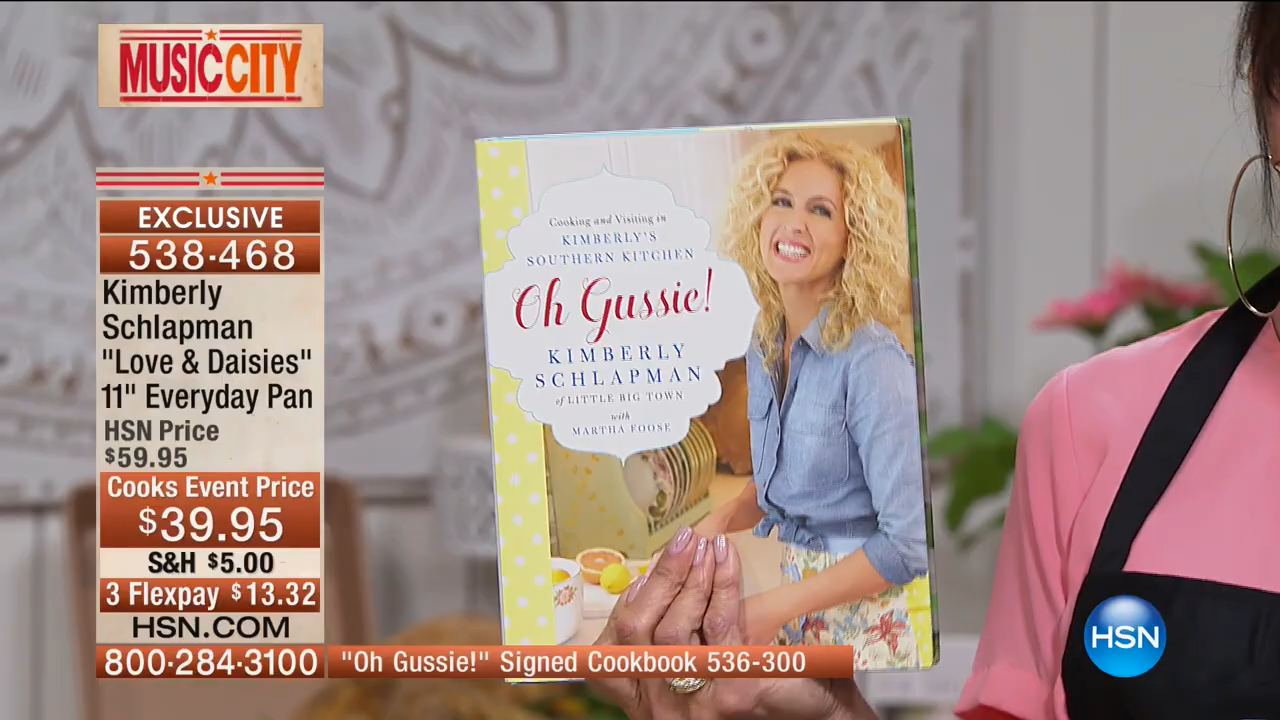 MUSIC CITY
EXCLUSIVE
538-468
Kimberly
Schlapman
"Love & Daisies"
11" Everyday Pan
HSN Price
$59.95
Cooks Event Price
$39.95
S&H $5.00
3 Flexpay $13.32
HSN.COM
800·284·3100
"Oh Gussie!" Signed Cookbook 536-300
Cooking and Visiting in
KIMBERLY'S
SOUTHERN KITCHEN
Oh Gussie!
KIMBERLY
SCHLAPMAN
of LITTLE BIG TOWN
with
MARTHA FOOSE
HSN